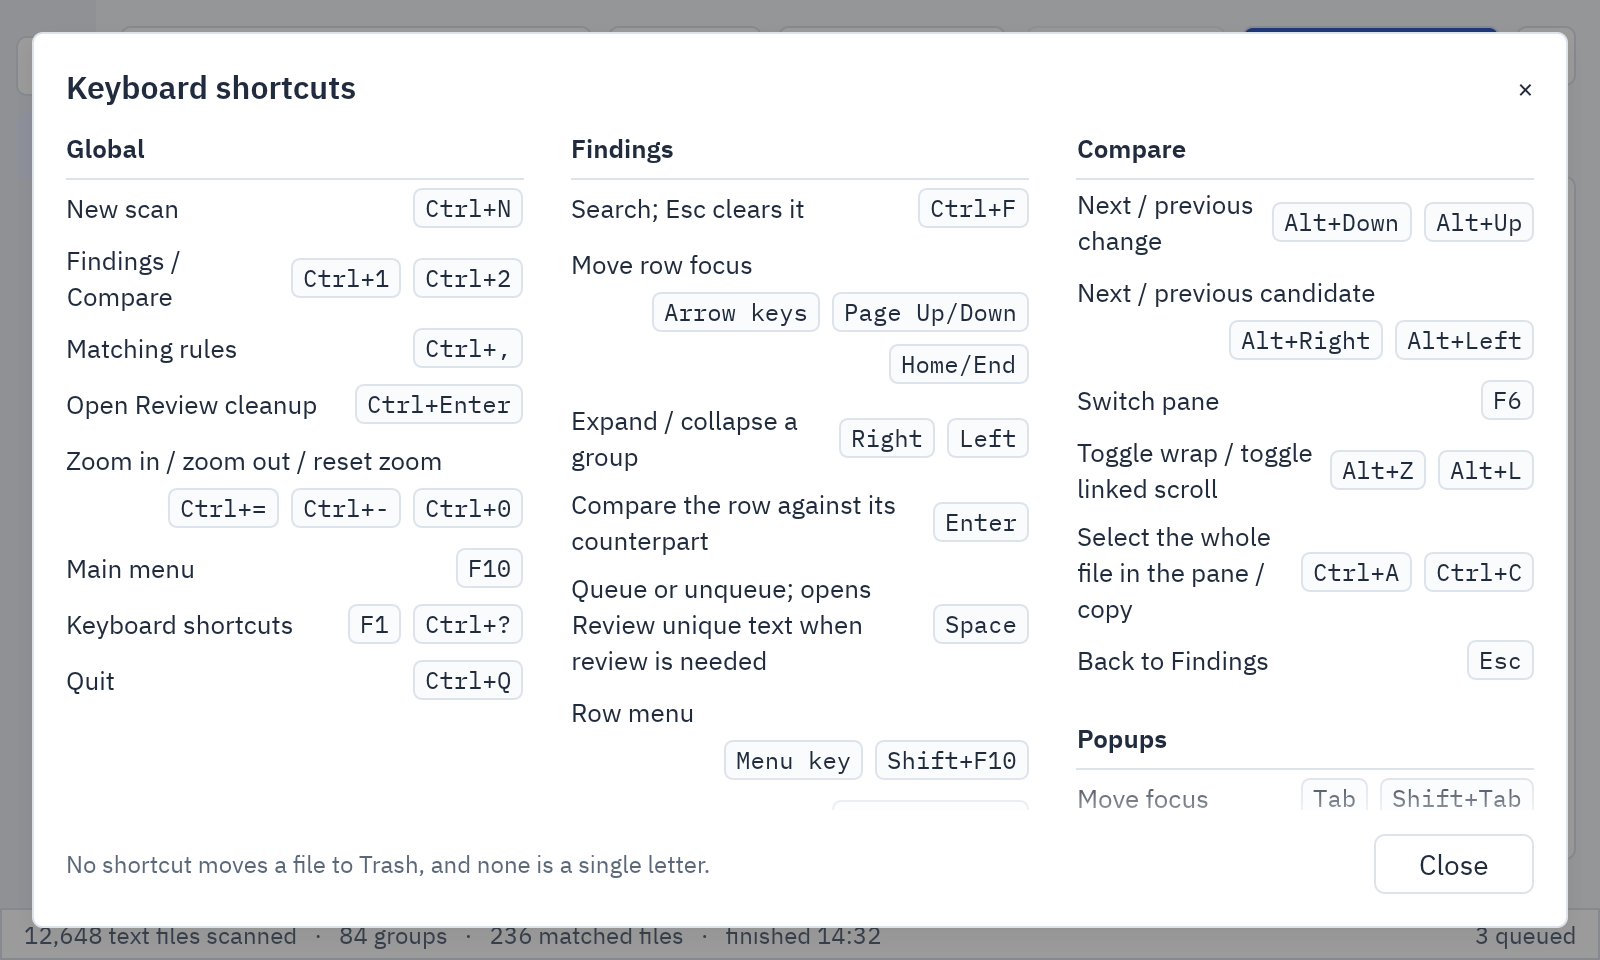 Keyboard shortcuts
×
Global
New scan Ctrl+N
Findings /
Compare Ctrl+1 Ctrl+2
Matching rules Ctrl+,
Open Review cleanup Ctrl+Enter
Zoom in / zoom out / reset zoom
Ctrl+= Ctrl+- Ctrl+0
Main menu F10
Keyboard shortcuts F1 Ctrl+?
Quit Ctrl+Q
Findings
Search; Esc clears it Ctrl+F
Move row focus
Arrow keys Page Up/Down
Home/End
Expand / collapse a
group Right Left
Compare the row against its
counterpart Enter
Queue or unqueue; opens
Review unique text when Space
review is needed
Row menu
Menu key Shift+F10
Compare
Next / previous
change Alt+Down Alt+Up
Next / previous candidate
Alt+Right Alt+Left
Switch pane F6
Toggle wrap / toggle
linked scroll Alt+Z Alt+L
Select the whole
file in the pane / Ctrl+A Ctrl+C
copy
Back to Findings Esc
Popups
Move focus Tab Shift+Tab
No shortcut moves a file to Trash, and none is a single letter.
Close
12,648 text files scanned · 84 groups · 236 matched files · finished 14:32
3 queued